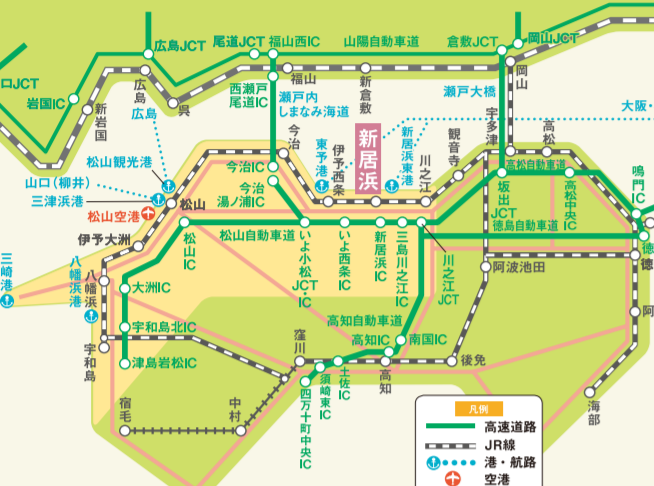 広島JCT
尾道JCT
福山西IC
山陽自動車道
倉敷JCT
岡山JCT
口JCT
岩国IC
新岩国
広島
呉
西瀬戸
尾道IC
福山
新倉敷
岡山
広島
瀬戸内
しまなみ海道
瀬戸大橋
大阪・
宇多津
高松
今治
東予港
伊予西条
新居浜
新居浜東港
川之江
観音寺
松山観光港
山口(柳井)
三津浜港
松山空港
松山
今治IC
今治
湯ノ浦IC
高松自動車道
坂出
JCT
高松中央IC
鳴門IC
徳島自動車道
徳
徳
伊予大洲
松山IC
松山自動車道
いよ小松JCT・IC
いよ西条IC
新居浜IC
三島川之江IC
川之江JCT
阿波池田
三崎港
八幡浜港
八幡浜
大洲IC
宇和島北IC
宇和島
津島岩松IC
高知自動車道
高知IC
南国IC
窪川
高知
後免
土佐IC
須崎東IC
四万十町中央IC
宿毛
中村
阿
海部
凡例
高速道路
JR線
港・航路
空港